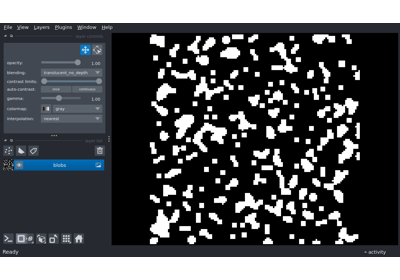 File View Layers Plugins Window Help
opacity: 1.00
blending: translucent_no_depth
contrast limits:
auto-contrast: once continuous
gamma: 1.00
colormap: gray
interpolation: nearest
blobs
Ready
activity